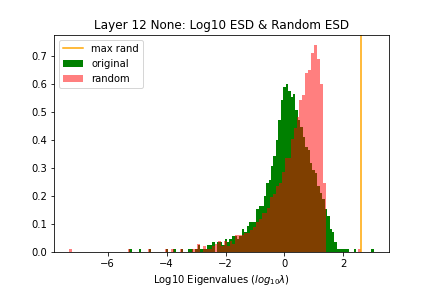 Layer 12 None: Log10 ESD & Random ESD
max rand
original
random
0.7
0.6
0.5
0.4
0.3
0.2
0.1
0.0
−6 −4 −2 0 2
Log10 Eigenvalues (log₁₀λ)